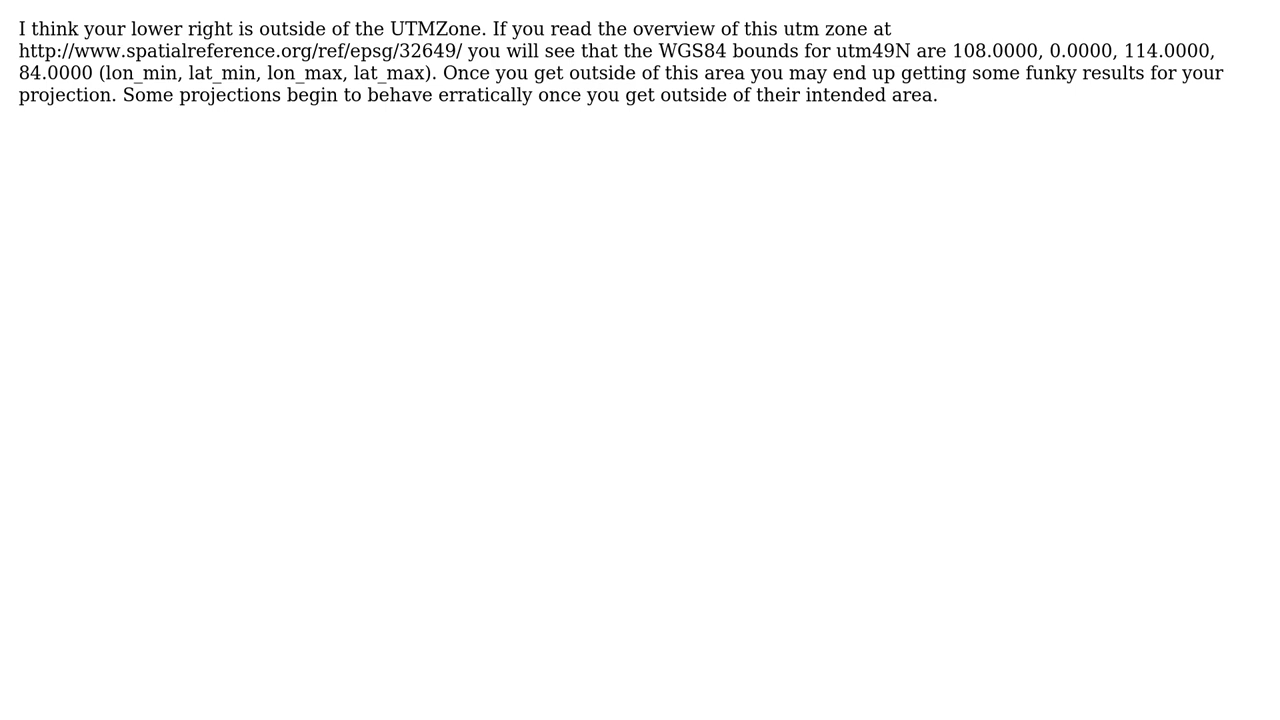 I think your lower right is outside of the UTMZone. If you read the overview of this utm zone at
http://www.spatialreference.org/ref/epsg/32649/ you will see that the WGS84 bounds for utm49N are 108.0000, 0.0000, 114.0000,
84.0000 (lon_min, lat_min, lon_max, lat_max). Once you get outside of this area you may end up getting some funky results for your
projection. Some projections begin to behave erratically once you get outside of their intended area.